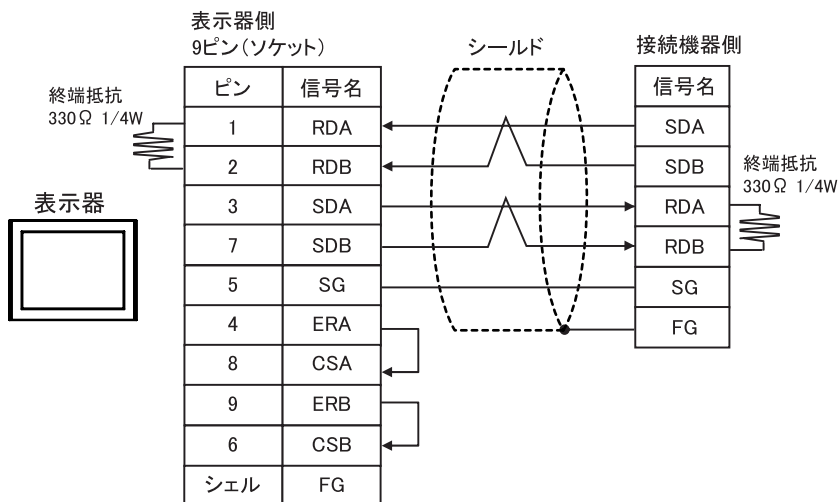 表示器側
9ピン(ソケット)
シールド
接続機器側
ピン 信号名
信号名
終端抵抗
330Ω 1/4W
1 RDA
SDA
2 RDB
SDB
終端抵抗
330Ω 1/4W
表示器
3 SDA
RDA
7 SDB
RDB
5 SG
SG
4 ERA
FG
8 CSA
9 ERB
6 CSB
シェル FG